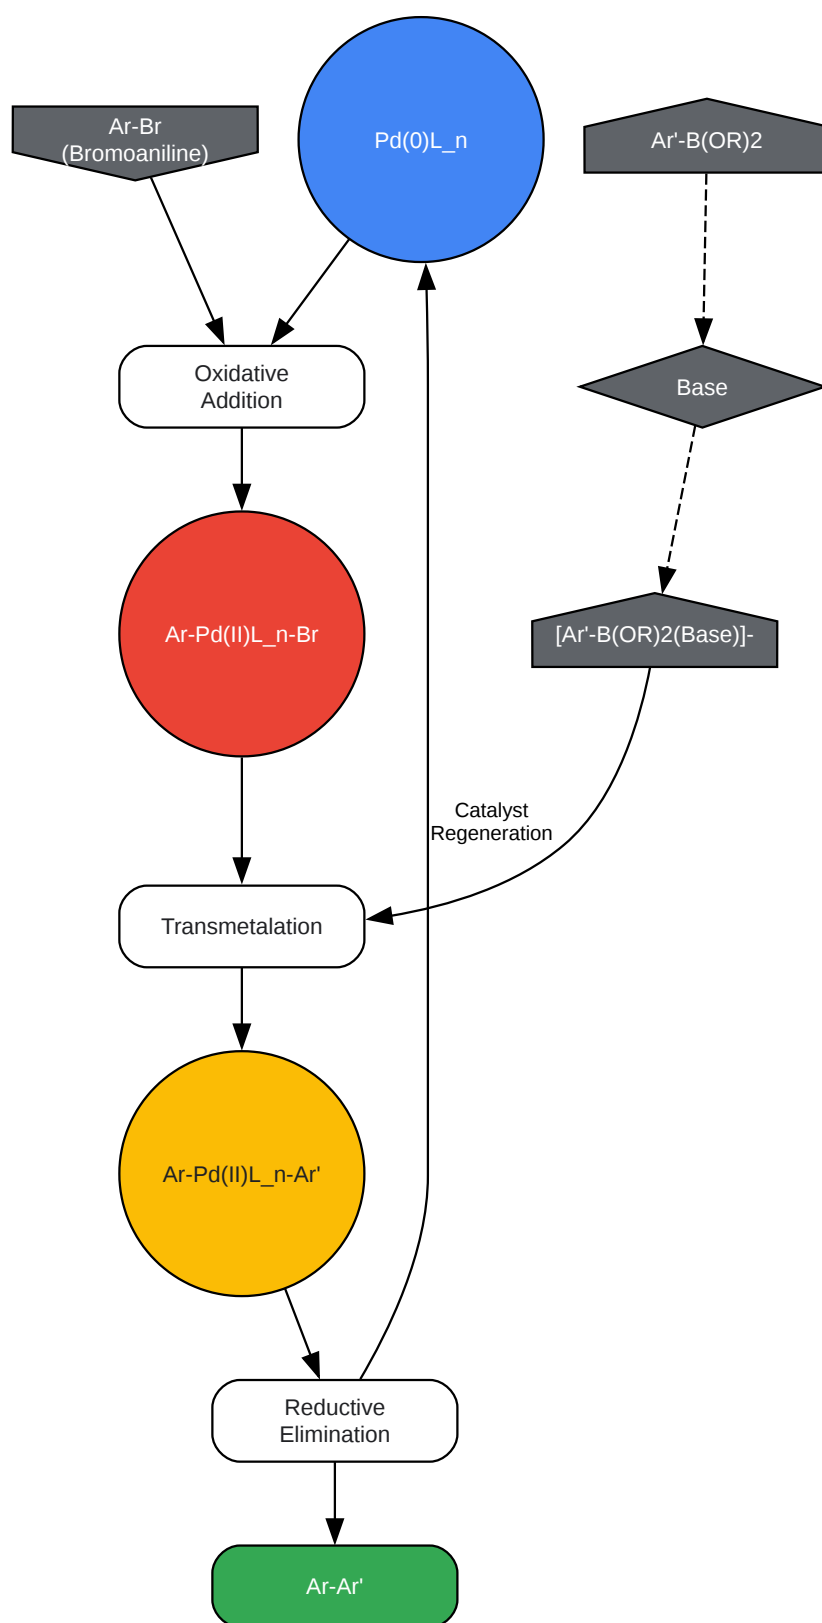 Ar-Br
(Bromoaniline)
Pd(0)L_n
Ar'-B(OR)2
Oxidative
Addition
Base
Ar-Pd(II)L_n-Br
[Ar'-B(OR)2(Base)]-
Catalyst
Regeneration
Transmetalation
Ar-Pd(II)L_n-Ar'
Reductive
Elimination
Ar-Ar'